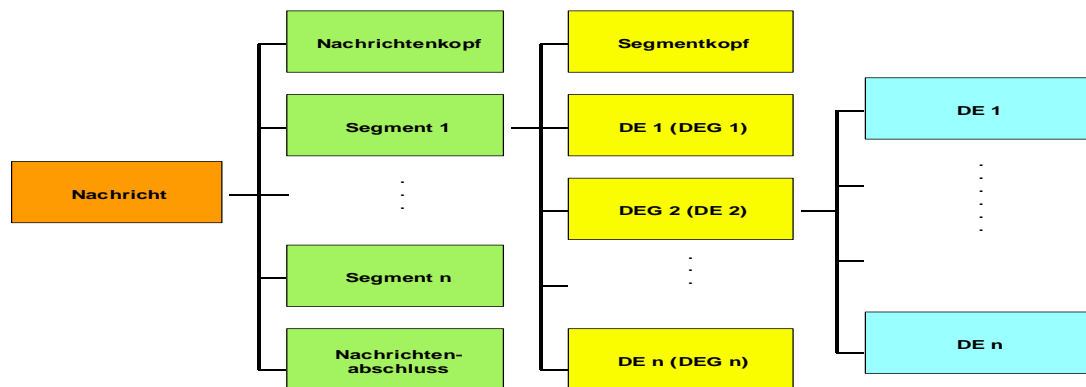 Nachricht
Nachrichtenkopf
Segment 1
Segment n
Nachrichten-
abschluss
Segmentkopf
DE 1 (DEG 1)
DEG 2 (DE 2)
DE n (DEG n)
DE 1
DE n